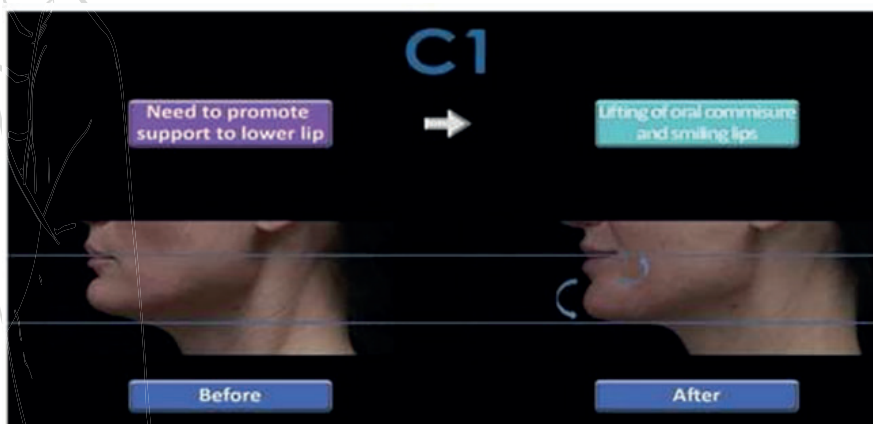 C1
Need to promote
support to lower lip
Lifting of oral commisure
and smiling lips
Before
After